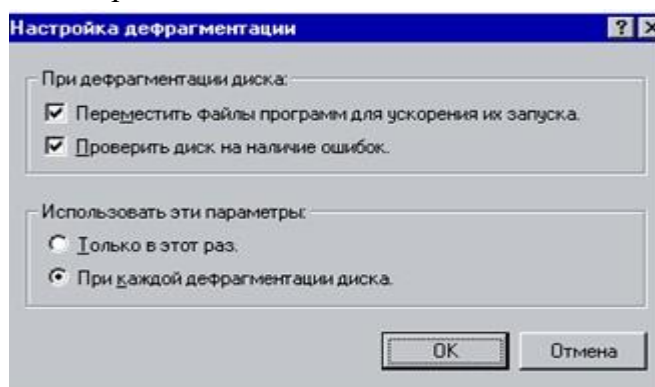 Настройка дефрагментации
При дефрагментации диска:
Переместить файлы программ для ускорения их запуска.
Проверить диск на наличие ошибок.
Использовать эти параметры:
Только в этот раз.
При каждой дефрагментации диска.
OK Отмена